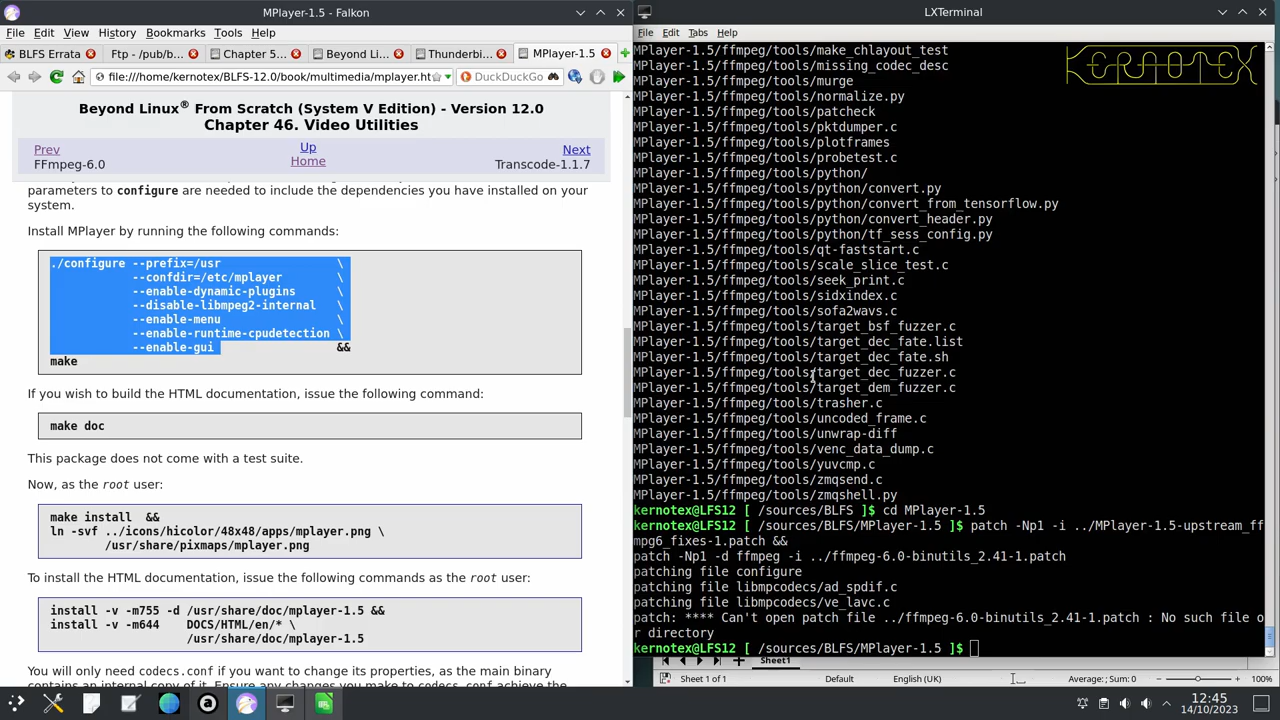 MPlayer-1.5 - Falkon
File Edit View History Bookmarks Tools Help
BLFS Errata
Ftp - /pub/b...
Chapter 5...
Beyond Li...
Thunderbi...
MPlayer-1.5
file:///home/kernotex/BLFS-12.0/book/multimedia/mplayer.ht
DuckDuckGo
Beyond Linux® From Scratch (System V Edition) - Version 12.0
Chapter 46. Video Utilities
Prev Up Next
FFmpeg-6.0 Home Transcode-1.1.7
parameters to configure are needed to include the dependencies you have installed on your
system.
Install MPlayer by running the following commands:
./configure --prefix=/usr \
--confdir=/etc/mplayer \
--enable-dynamic-plugins \
--disable-libmpeg2-internal \
--enable-menu \
--enable-runtime-cpudetection \
--enable-gui &&
make
If you wish to build the HTML documentation, issue the following command:
make doc
This package does not come with a test suite.
Now, as the root user:
make install &&
ln -svf ../icons/hicolor/48x48/apps/mplayer.png \
/usr/share/pixmaps/mplayer.png
To install the HTML documentation, issue the following commands as the root user:
install -v -m755 -d /usr/share/doc/mplayer-1.5 &&
install -v -m644 DOCS/HTML/en/* \
/usr/share/doc/mplayer-1.5
You will only need codecs.conf if you want to change its properties, as the main binary
contains an internal copy of it. Ensure any changes you make to codecs.conf achieve the
LXTerminal
File Edit Tabs Help
KERNOTEX
MPlayer-1.5/ffmpeg/tools/make_chlayout_test
MPlayer-1.5/ffmpeg/tools/missing_codec_desc
MPlayer-1.5/ffmpeg/tools/murge
MPlayer-1.5/ffmpeg/tools/normalize.py
MPlayer-1.5/ffmpeg/tools/patcheck
MPlayer-1.5/ffmpeg/tools/pktdumper.c
MPlayer-1.5/ffmpeg/tools/plotframes
MPlayer-1.5/ffmpeg/tools/probetest.c
MPlayer-1.5/ffmpeg/tools/python/
MPlayer-1.5/ffmpeg/tools/python/convert.py
MPlayer-1.5/ffmpeg/tools/python/convert_from_tensorflow.py
MPlayer-1.5/ffmpeg/tools/python/convert_header.py
MPlayer-1.5/ffmpeg/tools/python/tf_sess_config.py
MPlayer-1.5/ffmpeg/tools/qt-faststart.c
MPlayer-1.5/ffmpeg/tools/scale_slice_test.c
MPlayer-1.5/ffmpeg/tools/seek_print.c
MPlayer-1.5/ffmpeg/tools/sidxindex.c
MPlayer-1.5/ffmpeg/tools/sofa2wavs.c
MPlayer-1.5/ffmpeg/tools/target_bsf_fuzzer.c
MPlayer-1.5/ffmpeg/tools/target_dec_fate.list
MPlayer-1.5/ffmpeg/tools/target_dec_fate.sh
MPlayer-1.5/ffmpeg/tools/target_dec_fuzzer.c
MPlayer-1.5/ffmpeg/tools/target_dem_fuzzer.c
MPlayer-1.5/ffmpeg/tools/trasher.c
MPlayer-1.5/ffmpeg/tools/uncoded_frame.c
MPlayer-1.5/ffmpeg/tools/unwrap-diff
MPlayer-1.5/ffmpeg/tools/venc_data_dump.c
MPlayer-1.5/ffmpeg/tools/yuvcmp.c
MPlayer-1.5/ffmpeg/tools/zmqsend.c
MPlayer-1.5/ffmpeg/tools/zmqshell.py
kernotex@LFS12 [ /sources/BLFS ]$ cd MPlayer-1.5
kernotex@LFS12 [ /sources/BLFS/MPlayer-1.5 ]$ patch -Np1 -i ../MPlayer-1.5-upstream_ff
mpg6_fixes-1.patch &&
patch -Np1 -d ffmpeg -i ../ffmpeg-6.0-binutils_2.41-1.patch
patching file configure
patching file libmpcodecs/ad_spdif.c
patching file libmpcodecs/ve_lavc.c
patch: **** Can't open patch file ../ffmpeg-6.0-binutils_2.41-1.patch : No such file o
r directory
kernotex@LFS12 [ /sources/BLFS/MPlayer-1.5 ]$
Sheet1
Sheet 1 of 1 Default English (UK) Average: ; Sum: 0 100%
12:45
14/10/2023